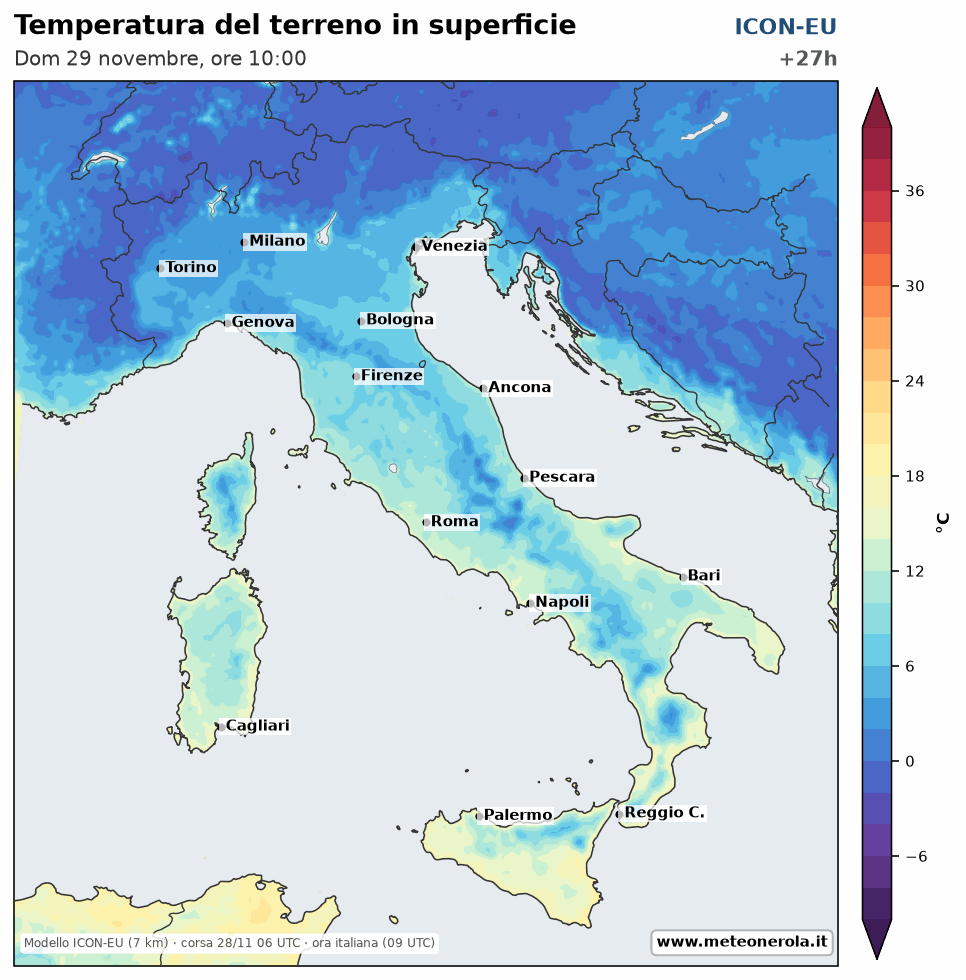 Temperatura del terreno in superficie
ICON-EU
Dom 29 novembre, ore 10:00
+27h
Milano
Venezia
Torino
Genova
Bologna
Firenze
Ancona
Pescara
Roma
Bari
Napoli
Cagliari
Palermo
Reggio C.
36
30
24
18
12
6
0
−6
°C
Modello ICON-EU (7 km) · corsa 28/11 06 UTC · ora italiana (09 UTC)
www.meteonerola.it